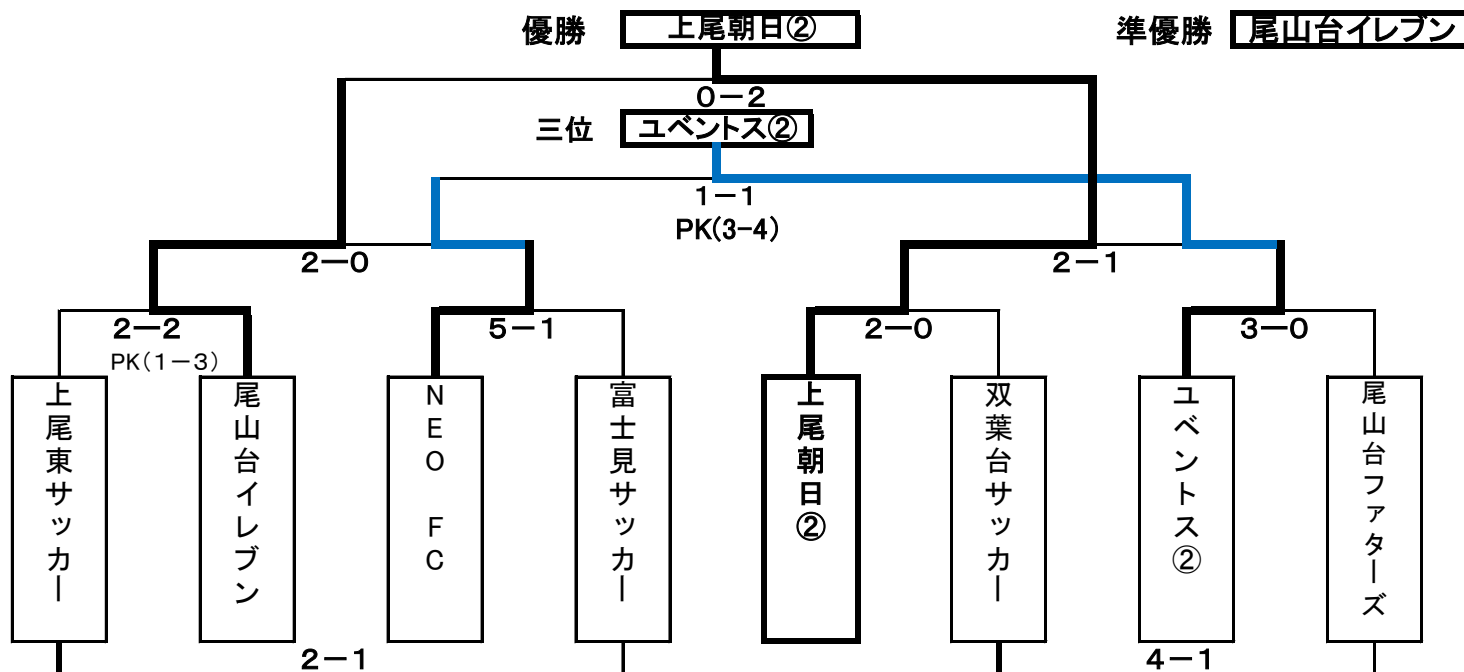 優勝 上尾朝日② 準優勝 尾山台イレブン
0－2
三位 ユベントス②
1－1
PK(3-4)
2－0 2－1
2－2 5－1 2－0 3－0
PK(1－3)
上尾東サッカー
尾山台イレブン
NEO FC
富士見サッカー
上尾朝日②
双葉台サッカー
ユベントス②
尾山台ファターズ
2－1 4－1